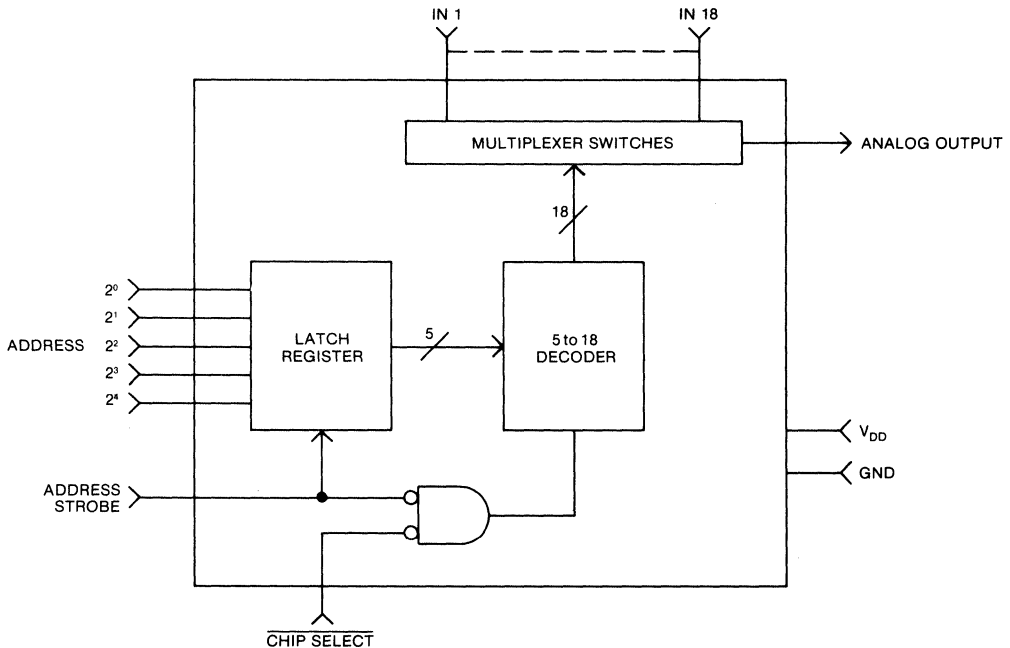 IN 1
IN 18
MULTIPLEXER SWITCHES
ANALOG OUTPUT
18
2⁰
2¹
ADDRESS
2²
2³
2⁴
LATCH
REGISTER
5
5 to 18
DECODER
V_DD
GND
ADDRESS
STROBE
CHIP SELECT